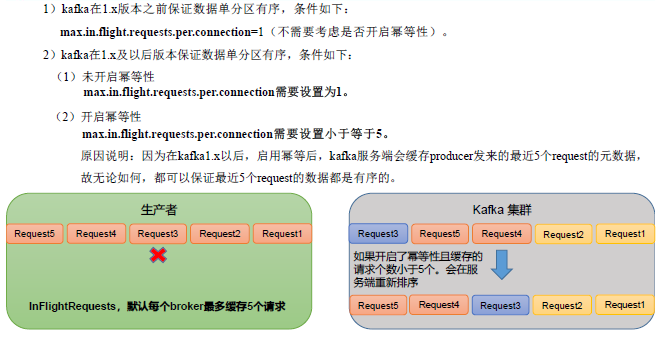 1）kafka在1.x版本之前保证数据单分区有序，条件如下：
max.in.flight.requests.per.connection=1（不需要考虑是否开启幂等性）。
2）kafka在1.x及以后版本保证数据单分区有序，条件如下：
（1）未开启幂等性
max.in.flight.requests.per.connection需要设置为1。
（2）开启幂等性
max.in.flight.requests.per.connection需要设置小于等于5。
原因说明：因为在kafka1.x以后，启用幂等后，kafka服务端会缓存producer发来的最近5个request的元数据，
故无论如何，都可以保证最近5个request的数据都是有序的。
生产者
Request5 Request4 Request3 Request2 Request1
InFlightRequests，默认每个broker最多缓存5个请求
Kafka 集群
Request3 Request5 Request4 Request2 Request1
如果开启了幂等性且缓存的
请求个数小于5个。会在服
务端重新排序
Request5 Request4 Request3 Request2 Request1